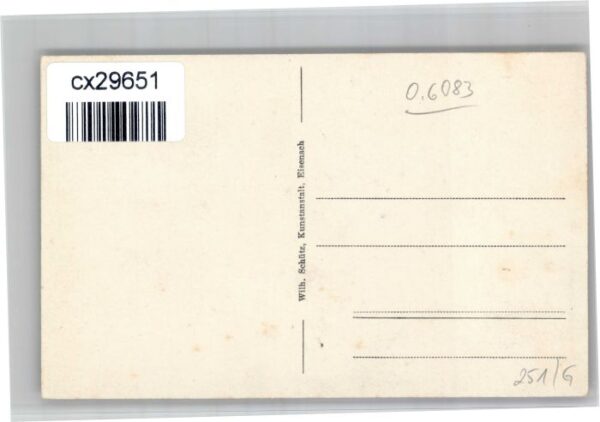 cx29651
0.6083
Wilh. Schütz, Kunstanstalt, Eisenach
251/G